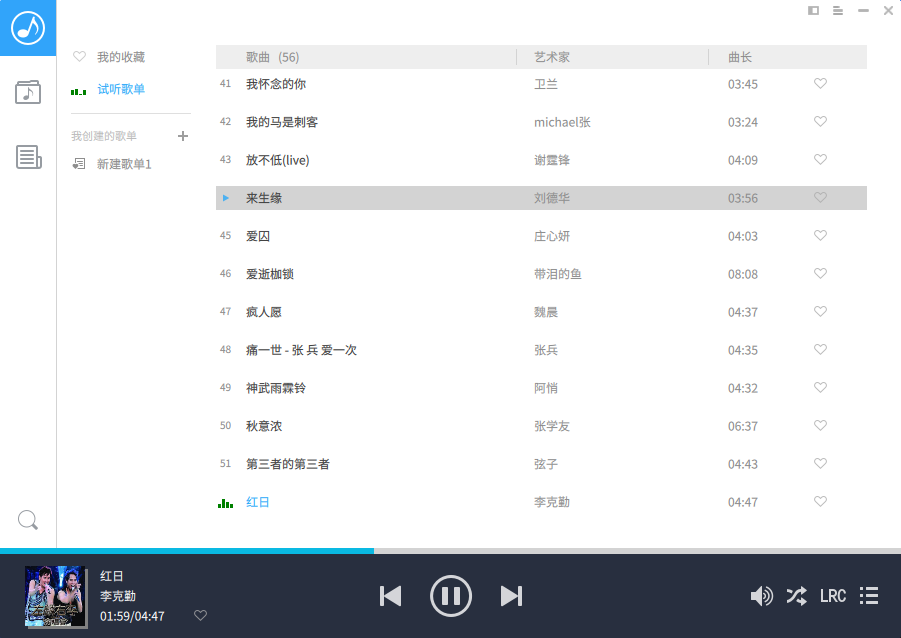 我的收藏
试听歌单
我创建的歌单
新建歌单1
歌曲 (56) 艺术家 曲长
41 我怀念的你 卫兰 03:45
42 我的马是刺客 michael张 03:24
43 放不低(live) 谢霆锋 04:09
来生缘 刘德华 03:56
45 爱囚 庄心妍 04:03
46 爱逝枷锁 带泪的鱼 08:08
47 疯人愿 魏晨 04:37
48 痛一世 - 张 兵 爱一次 张兵 04:35
49 神武雨霖铃 阿悄 04:32
50 秋意浓 张学友 06:37
51 第三者的第三者 弦子 04:43
红日 李克勤 04:47
红日
李克勤
01:59/04:47
LRC